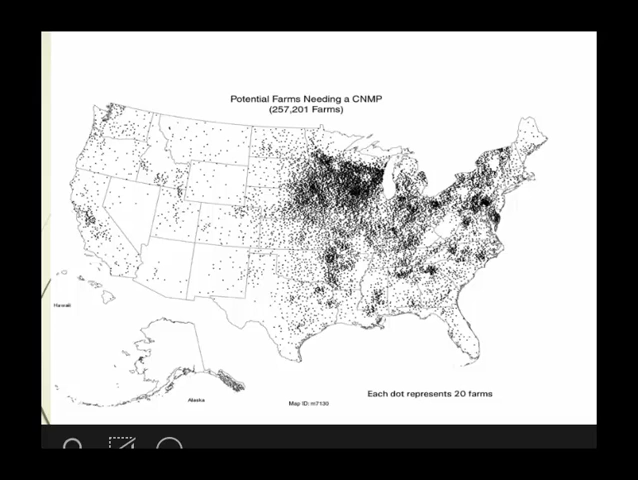 Potential Farms Needing a CNMP
(257,201 Farms)
Hawaii
Each dot represents 20 farms
Alaska
Map ID: m7130